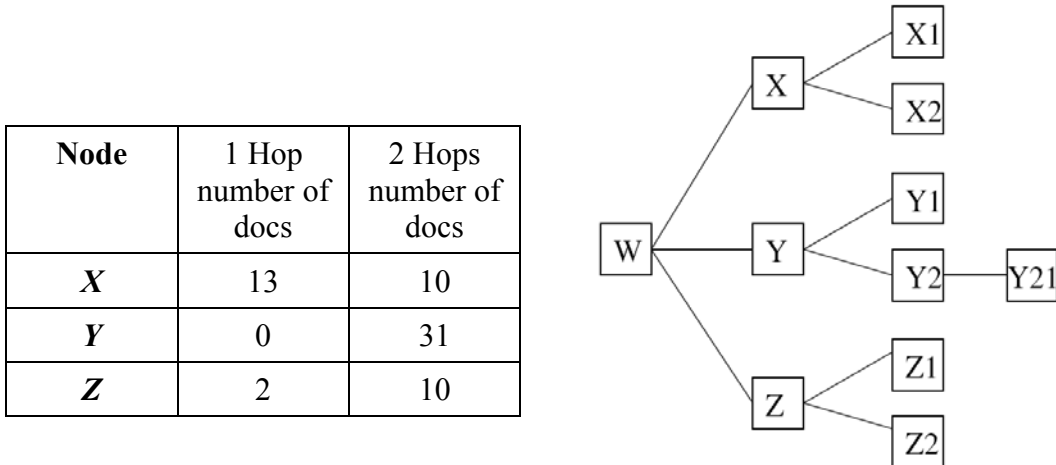 Node
1 Hop
number of
docs
2 Hops
number of
docs
X 13 10
Y 0 31
Z 2 10
X1
X
X2
Y1
W Y
Y2 Y21
Z1
Z
Z2